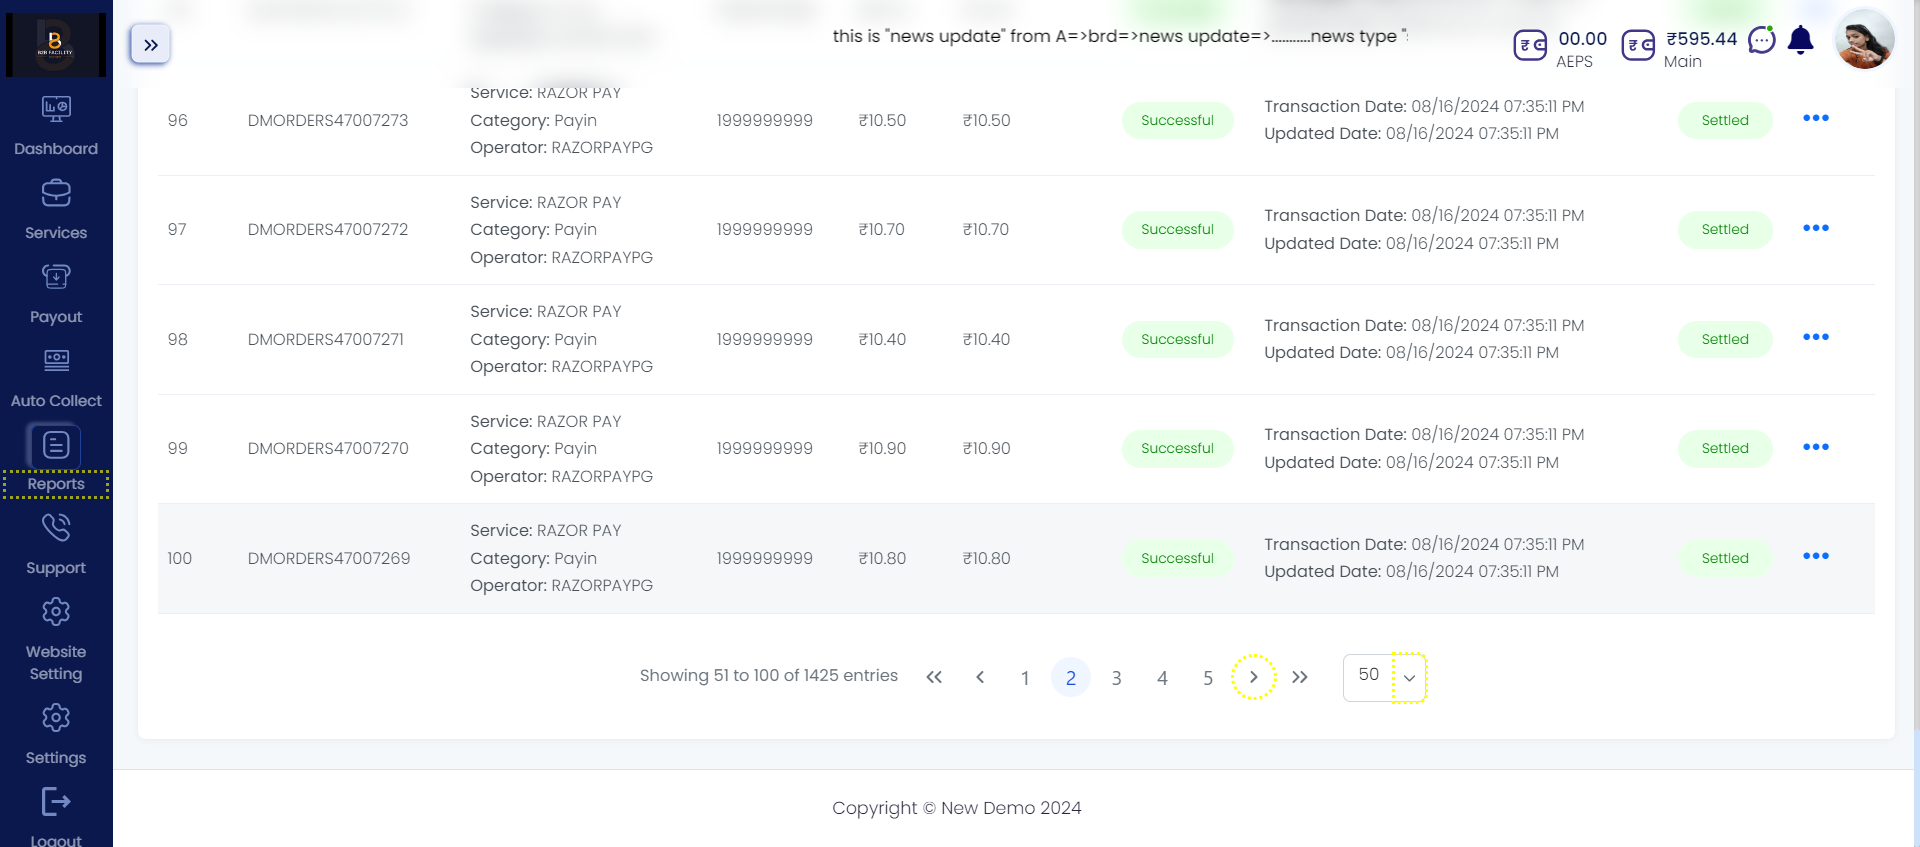 B2B FACILITY
this is "news update" from A=>brd=>news update=>...........news type "
00.00
AEPS
₹595.44
Main
Dashboard
Services
Payout
Auto Collect
Reports
Support
Website
Setting
Settings
Logout
Service: RAZOR PAY
96 DMORDERS47007273 Category: Payin 1999999999 ₹10.50 ₹10.50 Successful Transaction Date: 08/16/2024 07:35:11 PM Settled
Operator: RAZORPAYPG Updated Date: 08/16/2024 07:35:11 PM
Service: RAZOR PAY
97 DMORDERS47007272 Category: Payin 1999999999 ₹10.70 ₹10.70 Successful Transaction Date: 08/16/2024 07:35:11 PM Settled
Operator: RAZORPAYPG Updated Date: 08/16/2024 07:35:11 PM
Service: RAZOR PAY
98 DMORDERS47007271 Category: Payin 1999999999 ₹10.40 ₹10.40 Successful Transaction Date: 08/16/2024 07:35:11 PM Settled
Operator: RAZORPAYPG Updated Date: 08/16/2024 07:35:11 PM
Service: RAZOR PAY
99 DMORDERS47007270 Category: Payin 1999999999 ₹10.90 ₹10.90 Successful Transaction Date: 08/16/2024 07:35:11 PM Settled
Operator: RAZORPAYPG Updated Date: 08/16/2024 07:35:11 PM
Service: RAZOR PAY
100 DMORDERS47007269 Category: Payin 1999999999 ₹10.80 ₹10.80 Successful Transaction Date: 08/16/2024 07:35:11 PM Settled
Operator: RAZORPAYPG Updated Date: 08/16/2024 07:35:11 PM
Showing 51 to 100 of 1425 entries 1 2 3 4 5 50
Copyright © New Demo 2024